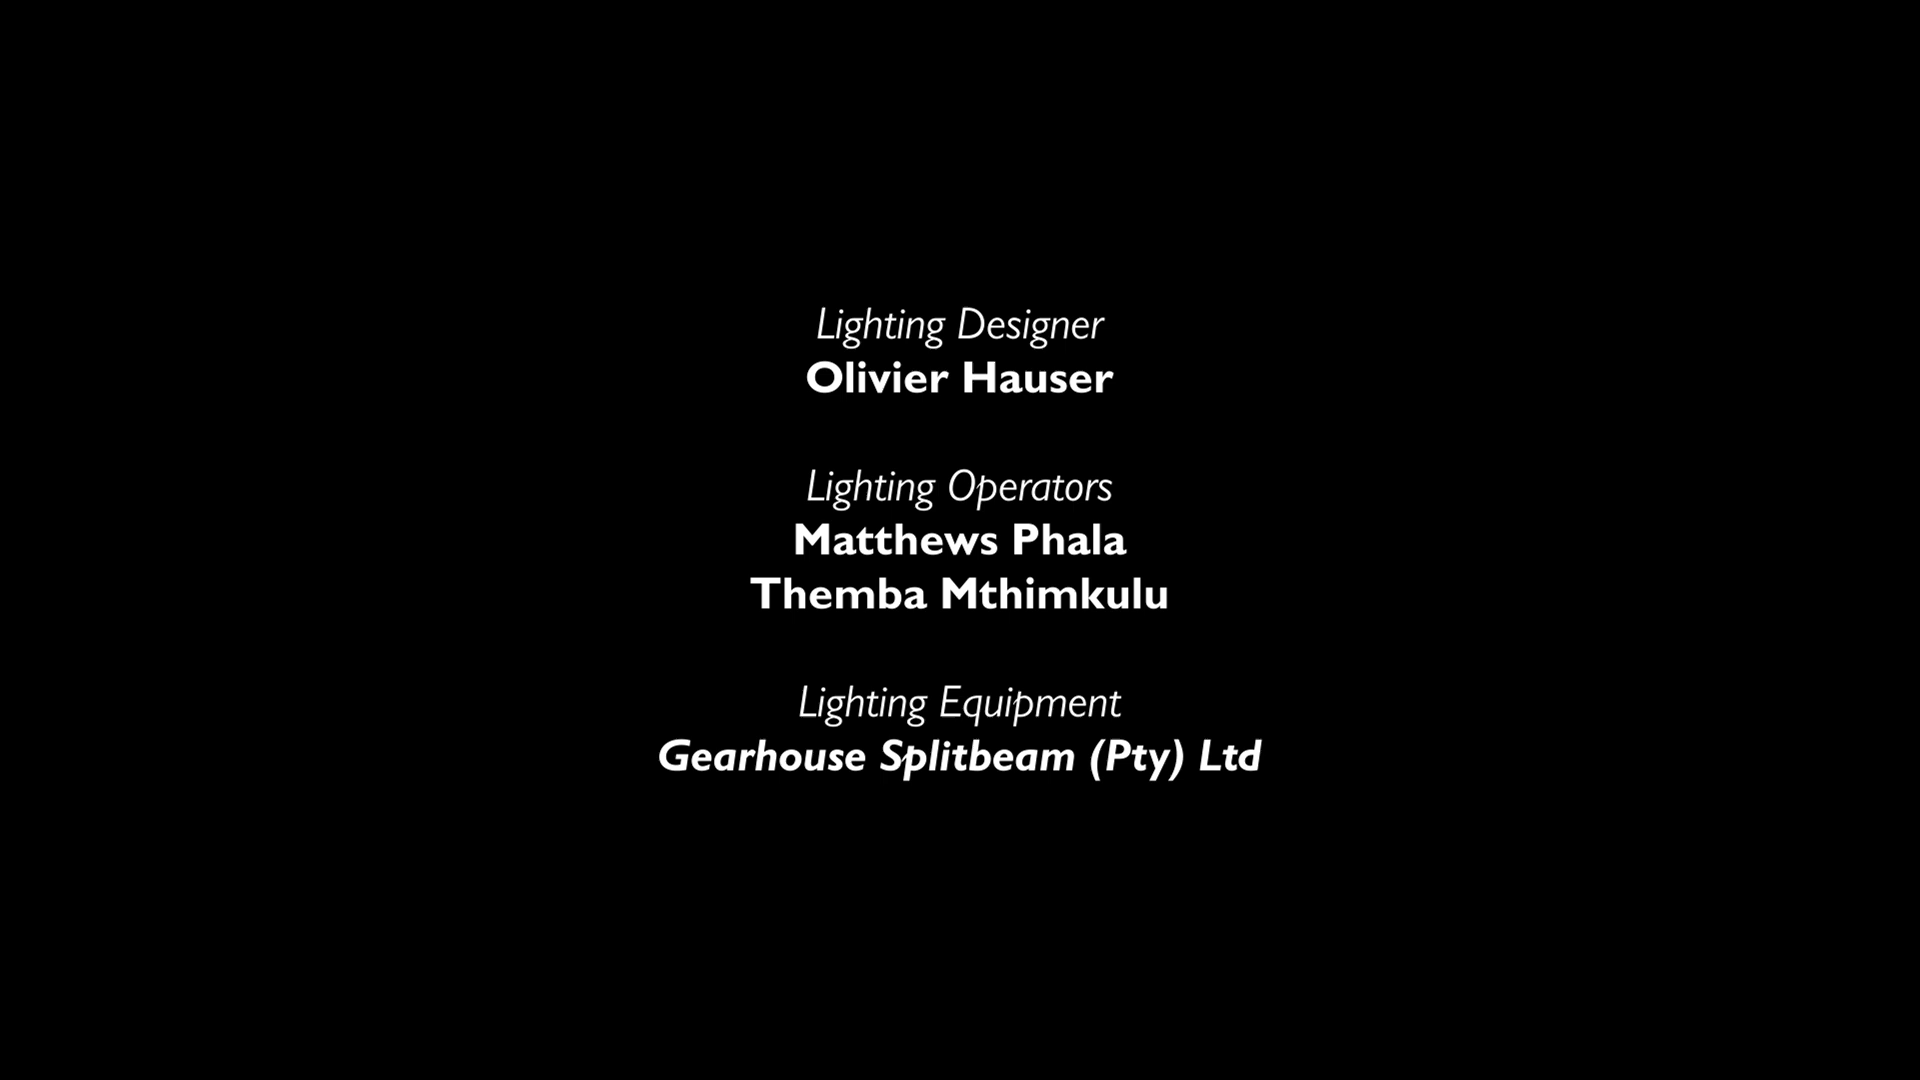 Lighting Designer
Olivier Hauser
Lighting Operators
Matthews Phala
Themba Mthimkulu
Lighting Equipment
Gearhouse Splitbeam (Pty) Ltd